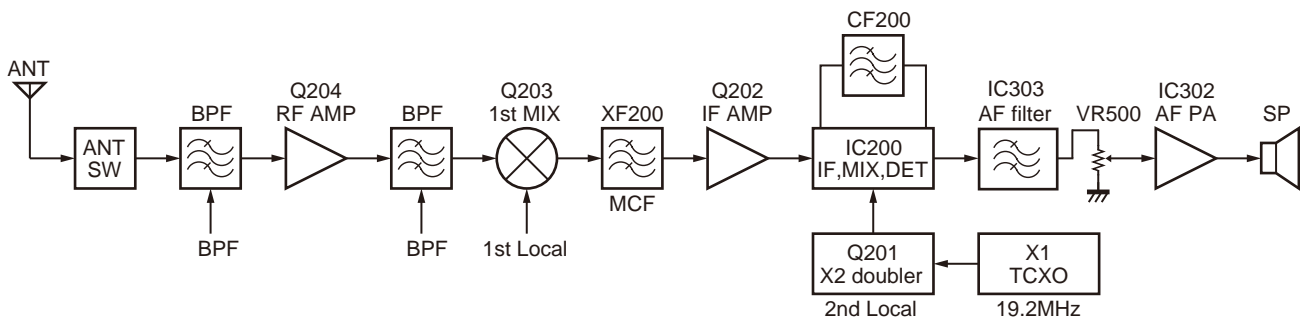 CF200
ANT
Q204
RF AMP
Q203
1st MIX
Q202
IF AMP
IC303
AF filter
IC302
AF PA
BPF
BPF
XF200
VR500
SP
ANT
SW
IC200
IF,MIX,DET
MCF
BPF
BPF
1st Local
Q201
X2 doubler
X1
TCXO
2nd Local
19.2MHz